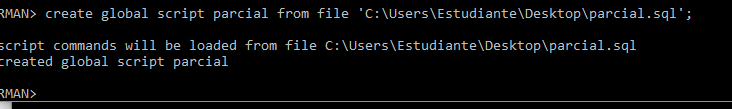 RMAN> create global script parcial from file 'C:\Users\Estudiante\Desktop\parcial.sql';
script commands will be loaded from file C:\Users\Estudiante\Desktop\parcial.sql
created global script parcial
RMAN>